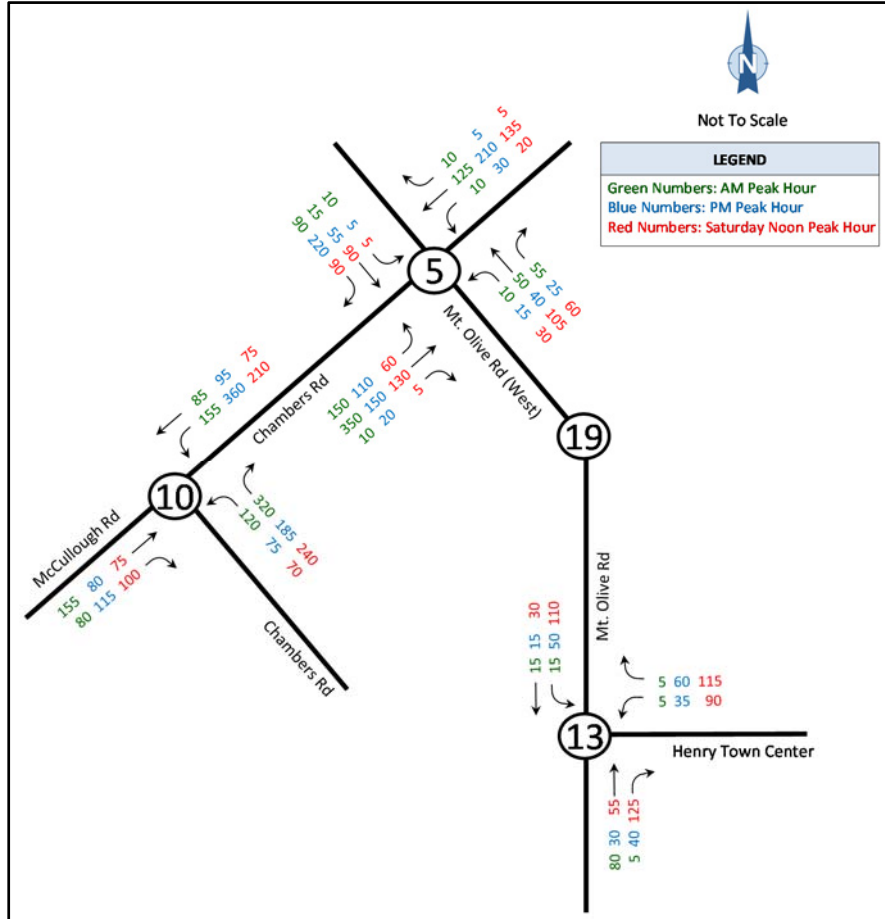 N
Not To Scale
LEGEND
Green Numbers: AM Peak Hour
Blue Numbers: PM Peak Hour
Red Numbers: Saturday Noon Peak Hour
10 5 5
125 210 135
10 30 20
10 5 5
15 55 90
90 220 90
5
55 25 60
50 40 105
10 15 30
Mt. Olive Rd (West)
150 110 60
350 150 130
10 20 5
Chambers Rd
85 95 75
155 360 210
19
10
320 185 240
120 75 70
McCullough Rd
155 80 75
80 115 100
Chambers Rd
Mt. Olive Rd
15 15 30
15 50 110
5 60 115
5 35 90
13
Henry Town Center
80 30 55
5 40 125